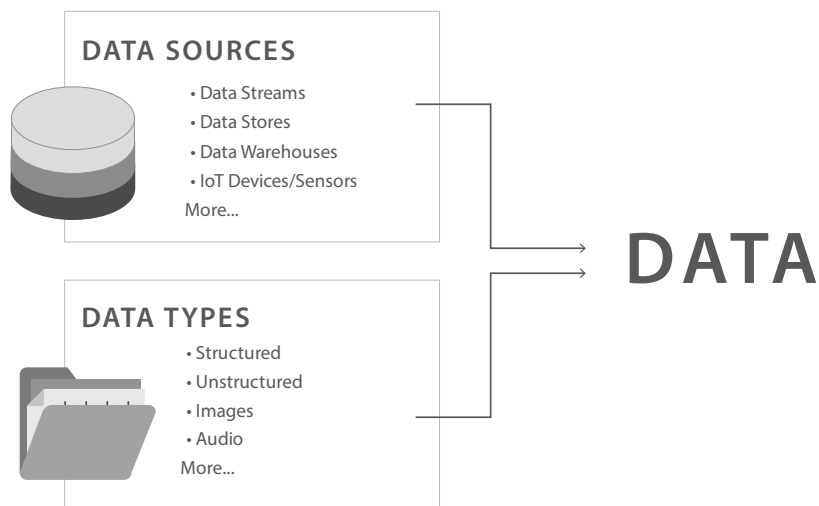 DATA SOURCES
• Data Streams
• Data Stores
• Data Warehouses
• IoT Devices/Sensors
More...
DATA TYPES
• Structured
• Unstructured
• Images
• Audio
More...
DATA